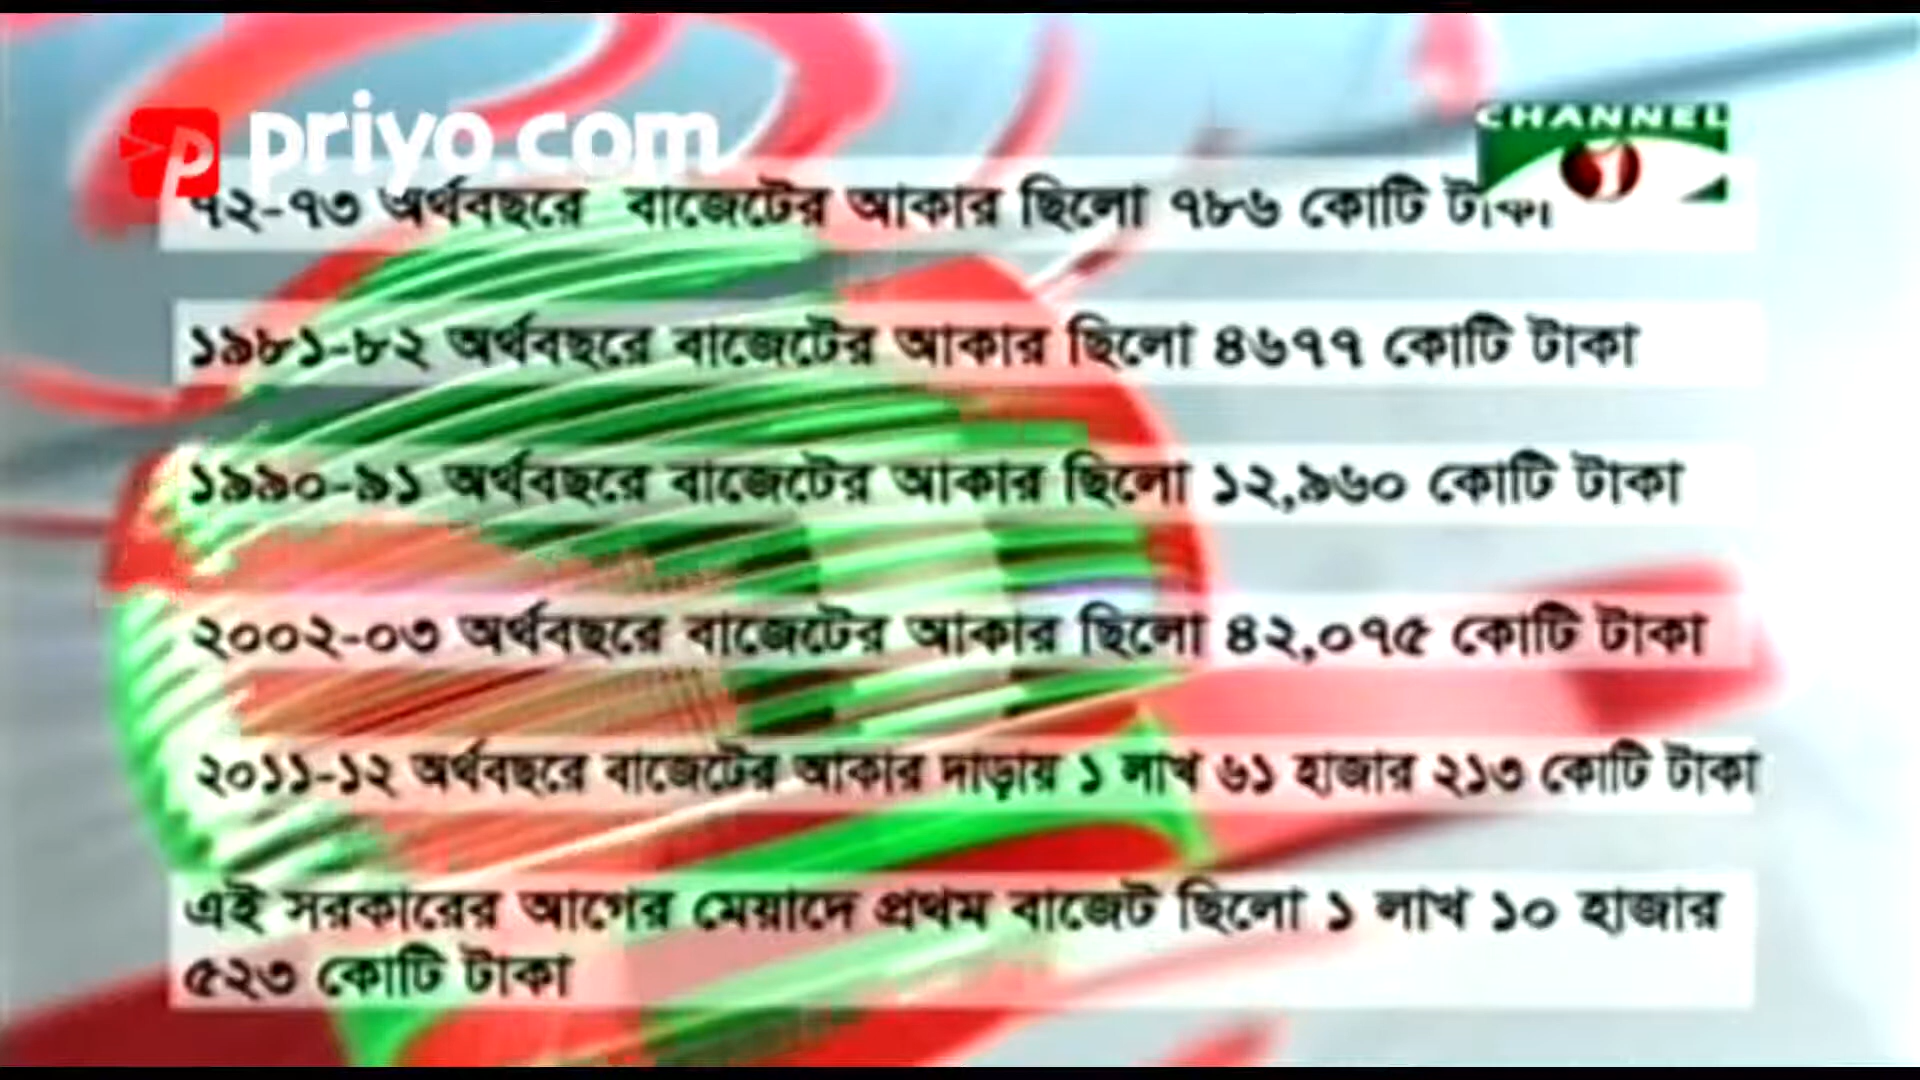 priyo.com
CHANNEL
৭২-৭৩ অর্থবছরে বাজেটের আকার ছিলো ৭৮৬ কোটি টাকা
১৯৮১-৮২ অর্থবছরে বাজেটের আকার ছিলো ৪৬৭৭ কোটি টাকা
১৯৯০-৯১ অর্থবছরে বাজেটের আকার ছিলো ১২,৯৬০ কোটি টাকা
২০০২-০৩ অর্থবছরে বাজেটের আকার ছিলো ৪২,০৭৫ কোটি টাকা
২০১১-১২ অর্থবছরে বাজেটের আকার দাড়ায় ১ লাখ ৬১ হাজার ২১৩ কোটি টাকা
এই সরকারের আগের মেয়াদে প্রথম বাজেট ছিলো ১ লাখ ১০ হাজার
৫২৩ কোটি টাকা